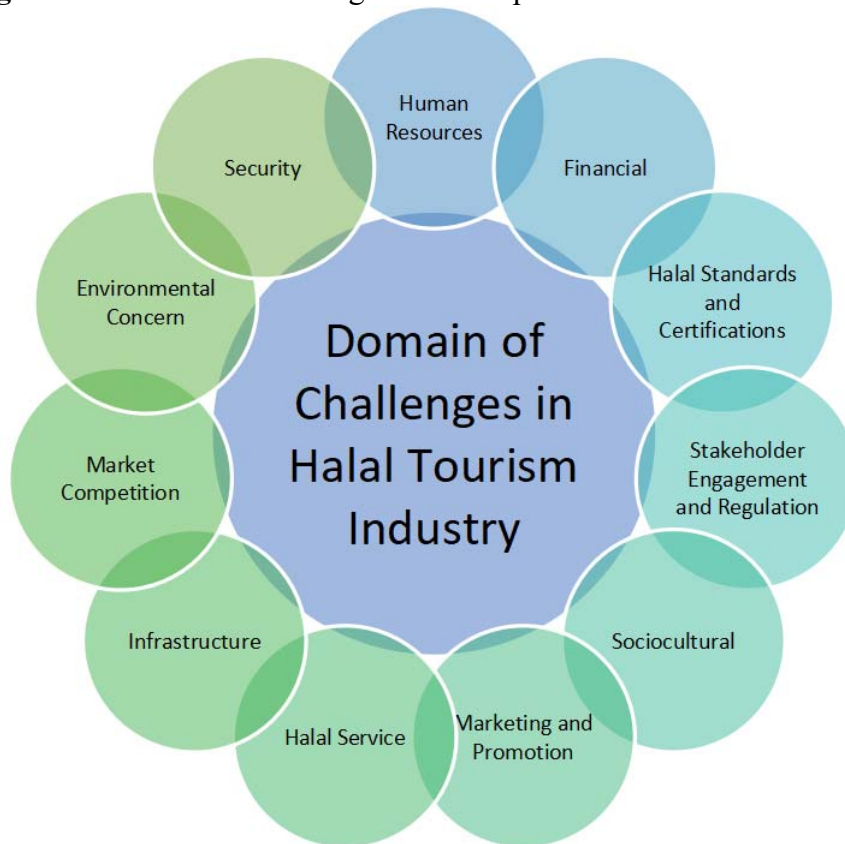 Domain of
Challenges in
Halal Tourism
Industry
Human
Resources
Financial
Halal Standards
and
Certifications
Stakeholder
Engagement
and Regulation
Sociocultural
Marketing and
Promotion
Halal Service
Infrastructure
Market
Competition
Environmental
Concern
Security